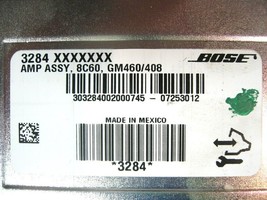 3284 XXXXXXX
BOSE
AMP ASSY, 8C60, GM460/408
303284002000745 - 07253012
MADE IN MEXICO
*3284*